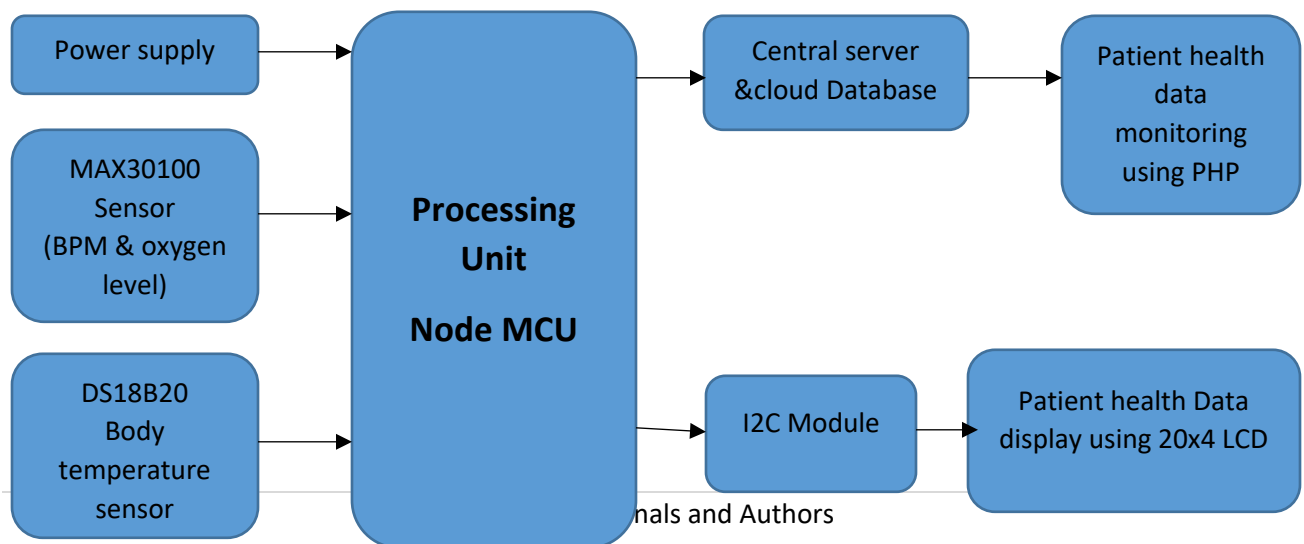 Power supply
MAX30100
Sensor
(BPM & oxygen
level)
DS18B20
Body
temperature
sensor
Processing
Unit
Node MCU
Central server
&cloud Database
Patient health
data
monitoring
using PHP
I2C Module
Patient health Data
display using 20x4 LCD
and Authors